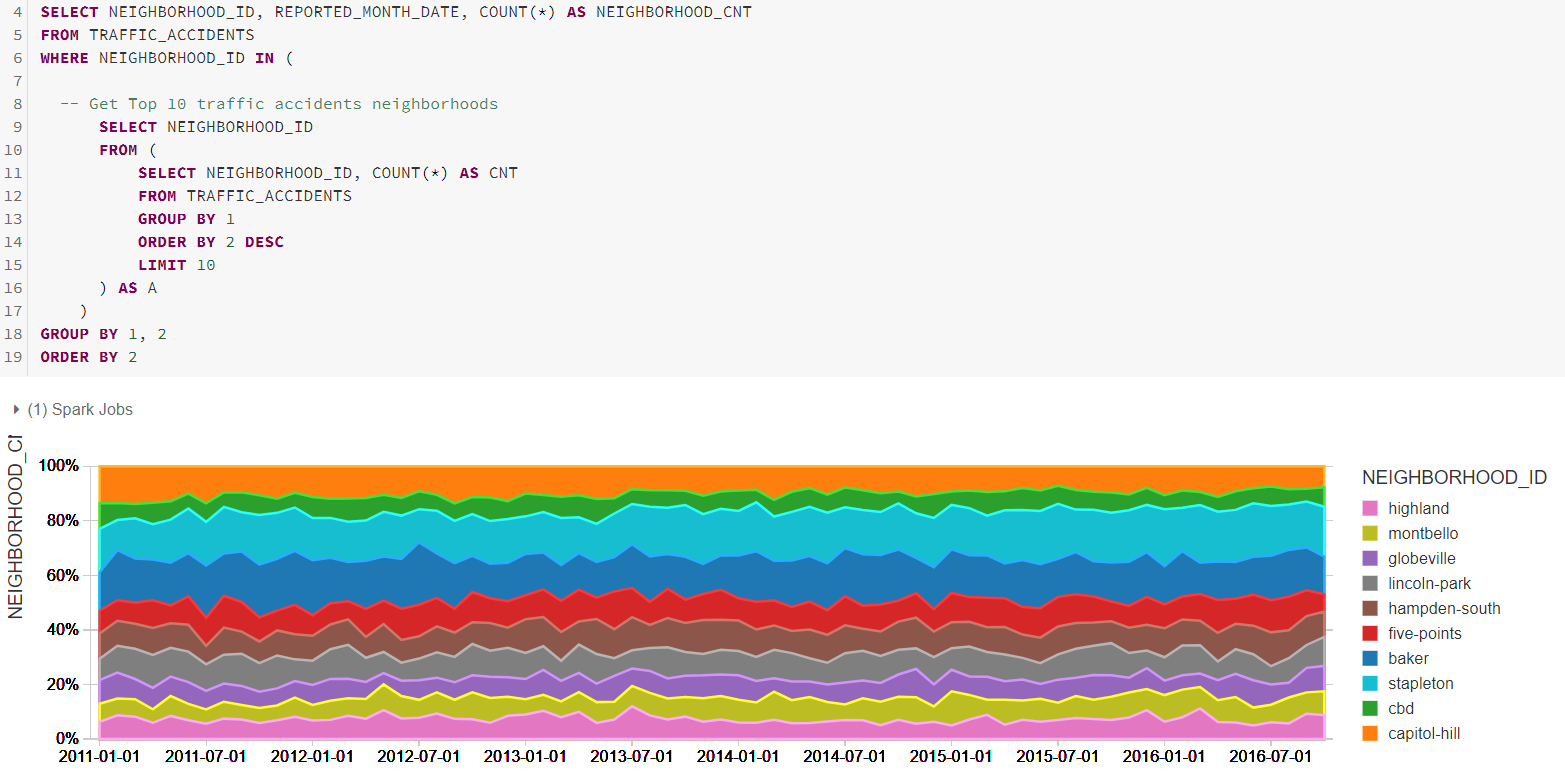 4 SELECT NEIGHBORHOOD_ID, REPORTED_MONTH_DATE, COUNT(*) AS NEIGHBORHOOD_CNT
5 FROM TRAFFIC_ACCIDENTS
6 WHERE NEIGHBORHOOD_ID IN (
7
8 -- Get Top 10 traffic accidents neighborhoods
9 SELECT NEIGHBORHOOD_ID
10 FROM (
11 SELECT NEIGHBORHOOD_ID, COUNT(*) AS CNT
12 FROM TRAFFIC_ACCIDENTS
13 GROUP BY 1
14 ORDER BY 2 DESC
15 LIMIT 10
16 ) AS A
17 )
18 GROUP BY 1, 2
19 ORDER BY 2
(1) Spark Jobs
NEIGHBORHOOD_
100%
80%
60%
40%
20%
0%
2011-01-01 2011-07-01 2012-01-01 2012-07-01 2013-01-01 2013-07-01 2014-01-01 2014-07-01 2015-01-01 2015-07-01 2016-01-01 2016-07-01
NEIGHBORHOOD_ID
highland
montbello
globeville
lincoln-park
hampden-south
five-points
baker
stapleton
cbd
capitol-hill